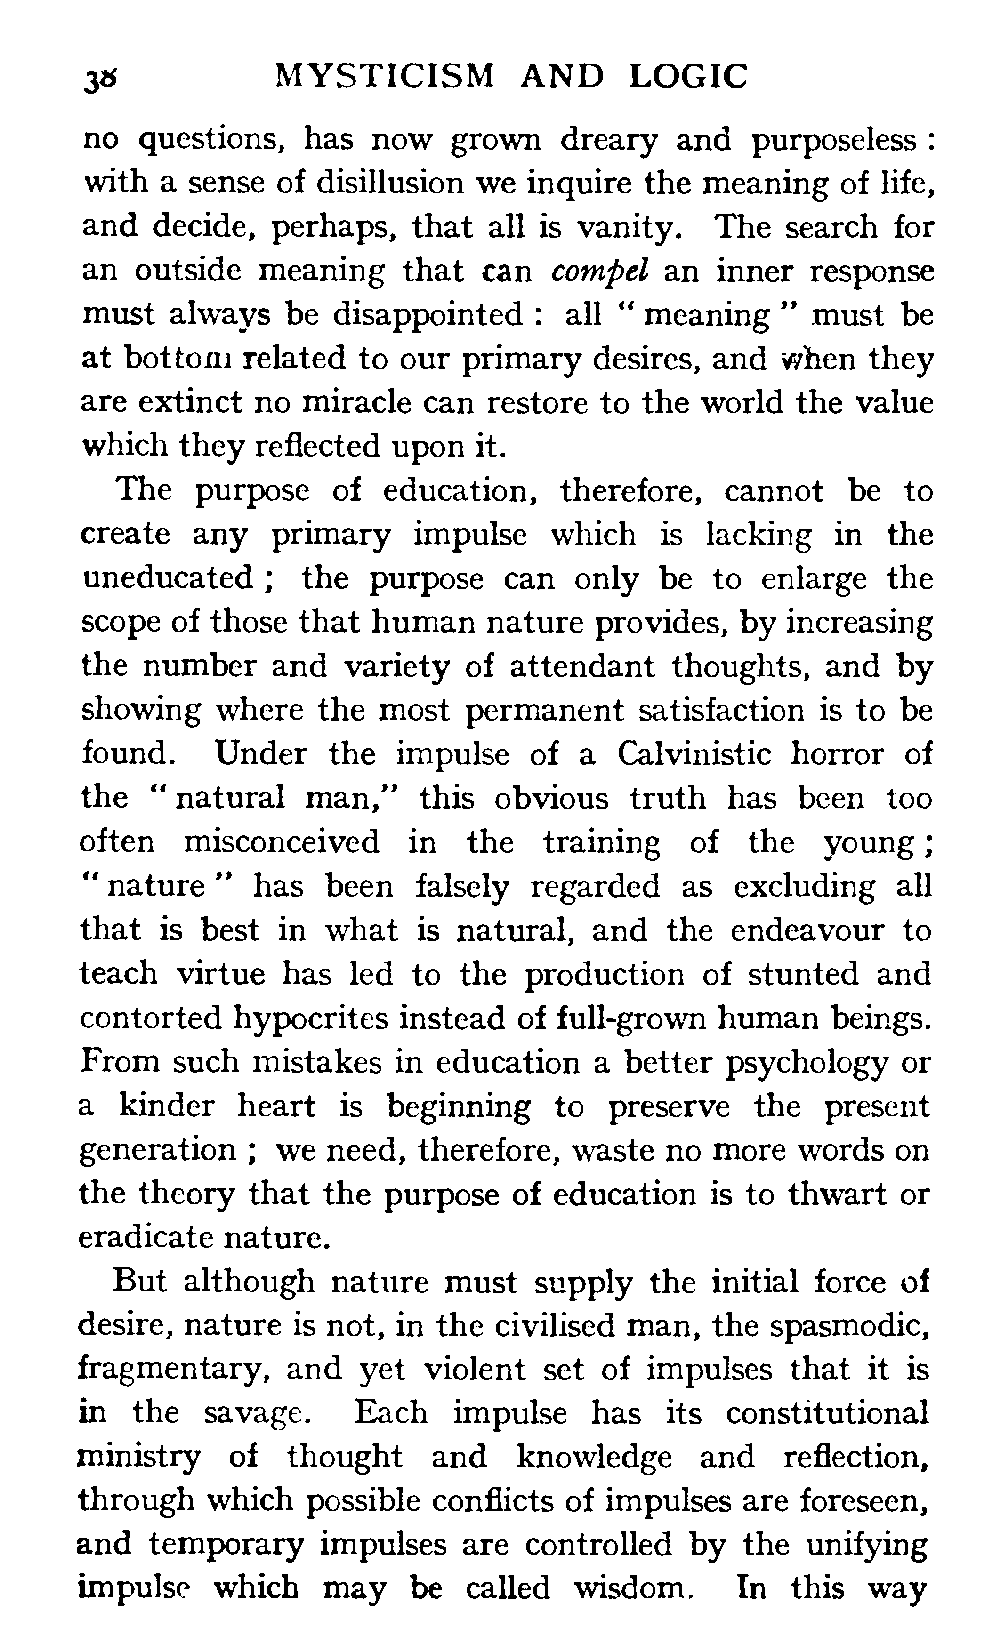 38 MYSTICISM AND LOGIC
no questions, has now grown dreary and purposeless :
with a sense of disillusion we inquire the meaning of life,
and decide, perhaps, that all is vanity. The search for
an outside meaning that can compel an inner response
must always be disappointed : all “ meaning ” must be
at bottom related to our primary desires, and when they
are extinct no miracle can restore to the world the value
which they reflected upon it.
The purpose of education, therefore, cannot be to
create any primary impulse which is lacking in the
uneducated ; the purpose can only be to enlarge the
scope of those that human nature provides, by increasing
the number and variety of attendant thoughts, and by
showing where the most permanent satisfaction is to be
found. Under the impulse of a Calvinistic horror of
the “ natural man,” this obvious truth has been too
often misconceived in the training of the young ;
“ nature ” has been falsely regarded as excluding all
that is best in what is natural, and the endeavour to
teach virtue has led to the production of stunted and
contorted hypocrites instead of full-grown human beings.
From such mistakes in education a better psychology or
a kinder heart is beginning to preserve the present
generation ; we need, therefore, waste no more words on
the theory that the purpose of education is to thwart or
eradicate nature.
But although nature must supply the initial force of
desire, nature is not, in the civilised man, the spasmodic,
fragmentary, and yet violent set of impulses that it is
in the savage. Each impulse has its constitutional
ministry of thought and knowledge and reflection,
through which possible conflicts of impulses are foreseen,
and temporary impulses are controlled by the unifying
impulse which may be called wisdom. In this way